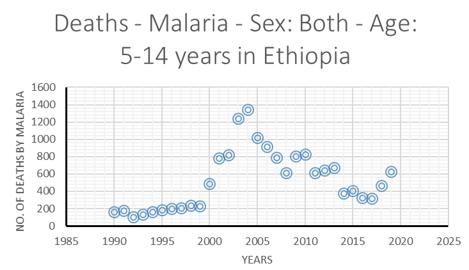 Deaths - Malaria - Sex: Both - Age:
5-14 years in Ethiopia
NO. OF DEATHS BY MALARIA
1600
1400
1200
1000
800
600
400
200
0
1985 1990 1995 2000 2005 2010 2015 2020 2025
YEARS